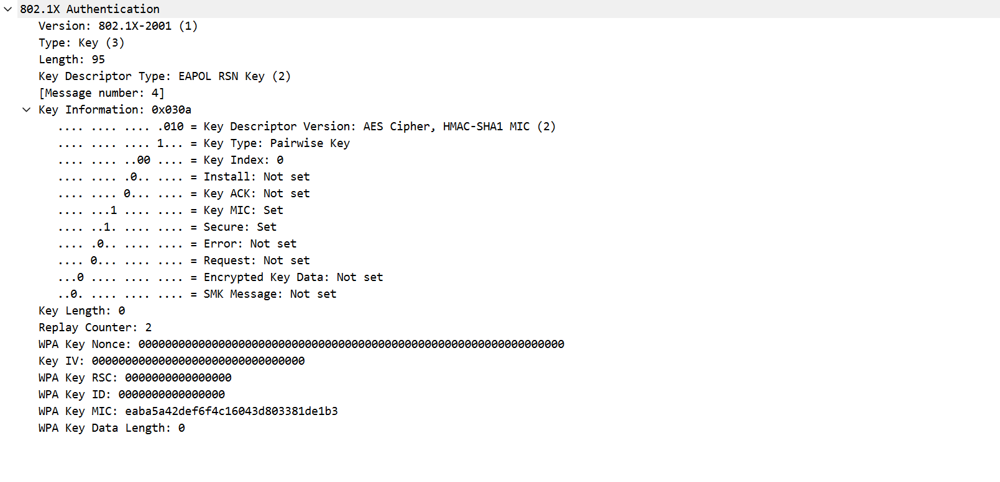 802.1X Authentication
Version: 802.1X-2001 (1)
Type: Key (3)
Length: 95
Key Descriptor Type: EAPOL RSN Key (2)
[Message number: 4]
Key Information: 0x030a
.... .... .... .010 = Key Descriptor Version: AES Cipher, HMAC-SHA1 MIC (2)
.... .... .... 1... = Key Type: Pairwise Key
.... .... ..00 .... = Key Index: 0
.... .... .0.. .... = Install: Not set
.... .... 0... .... = Key ACK: Not set
.... ...1 .... .... = Key MIC: Set
.... ..1. .... .... = Secure: Set
.... .0.. .... .... = Error: Not set
.... 0... .... .... = Request: Not set
...0 .... .... .... = Encrypted Key Data: Not set
..0. .... .... .... = SMK Message: Not set
Key Length: 0
Replay Counter: 2
WPA Key Nonce: 0000000000000000000000000000000000000000000000000000000000000000
Key IV: 00000000000000000000000000000000
WPA Key RSC: 0000000000000000
WPA Key ID: 0000000000000000
WPA Key MIC: eaba5a42def6f4c16043d803381de1b3
WPA Key Data Length: 0